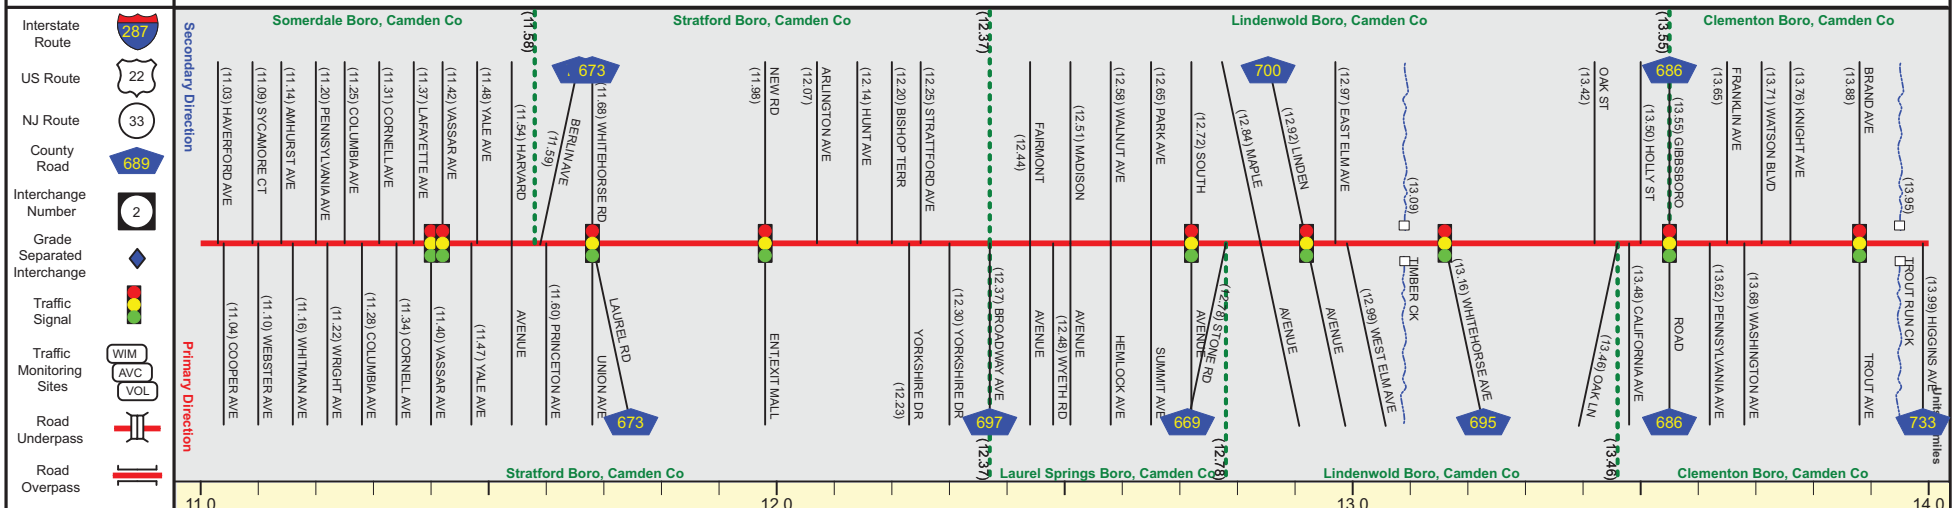 Interstate
Route
287
US Route
22
NJ Route
33
County
Road
689
Interchange
Number
2
Grade
Separated
Interchange
Traffic
Signal
Traffic
Monitoring
Sites
WIM
AVC
VOL
Road
Underpass
Road
Overpass
Secondary Direction
Primary Direction
Somerdale Boro, Camden Co
(11.58)
Stratford Boro, Camden Co
(12.37)
Lindenwold Boro, Camden Co
(13.55)
Clementon Boro, Camden Co
(11.03) HAVERFORD AVE
(11.09) SYCAMORE CT
(11.14) AMHURST AVE
(11.20) PENNSYLVANIA AVE
(11.25) COLUMBIA AVE
(11.31) CORNELL AVE
(11.37) LAFAYETTE AVE
(11.42) VASSAR AVE
(11.48) YALE AVE
(11.54) HARVARD
AVENUE
BERLIN AVE
(11.59)
673
(11.68) WHITEHORSE RD
NEW RD
(11.98)
ARLINGTON AVE
(12.07)
(12.14) HUNT AVE
(12.20) BISHOP TERR
(12.25) STRATTFORD AVE
FAIRMONT
(12.44)
AVENUE
(12.51) MADISON
AVENUE
(12.58) WALNUT AVE
(12.65) PARK AVE
(12.72) SOUTH
AVENUE
(12.84) MAPLE
AVENUE
700
(12.92) LINDEN
AVENUE
(12.97) EAST ELM AVE
(13.09)
TIMBER CK
OAK ST
(13.42)
(13.50) HOLLY ST
686
(13.55) GIBBSBORO
ROAD
FRANKLIN AVE
(13.65)
(13.71) WATSON BLVD
(13.76) KNIGHT AVE
BRAND AVE
(13.88)
(13.95)
TROUT RUN CK
(11.04) COOPER AVE
(11.10) WEBSTER AVE
(11.16) WHITMAN AVE
(11.22) WRIGHT AVE
(11.28) COLUMBIA AVE
(11.34) CORNELL AVE
(11.40) VASSAR AVE
(11.47) YALE AVE
(11.60) PRINCETON AVE
UNION AVE
LAUREL RD
673
ENT,EXIT MALL
YORKSHIRE DR
(12.23)
(12.30) YORKSHIRE DR
(12.37) BROADWAY AVE
697
(12.48) WYETH RD
HEMLOCK AVE
SUMMIT AVE
669
(12.78) STONE RD
(12.99) WEST ELM AVE
(13.16) WHITEHORSE AVE
695
(13.46) OAK LN
(13.48) CALIFORNIA AVE
686
(13.62) PENNSYLVANIA AVE
(13.68) WASHINGTON AVE
TROUT AVE
(13.99) HIGGINS AVE
733
miles
Stratford Boro, Camden Co
(12.37)
Laurel Springs Boro, Camden Co
(12.78)
Lindenwold Boro, Camden Co
(13.46)
Clementon Boro, Camden Co
11.0
12.0
13.0
14.0